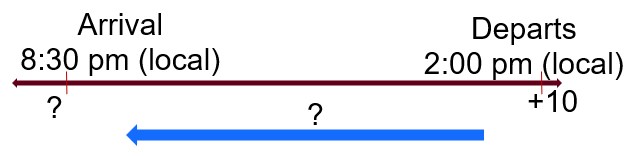 Arrival
8:30 pm (local)
Departs
2:00 pm (local)
?
+10
?